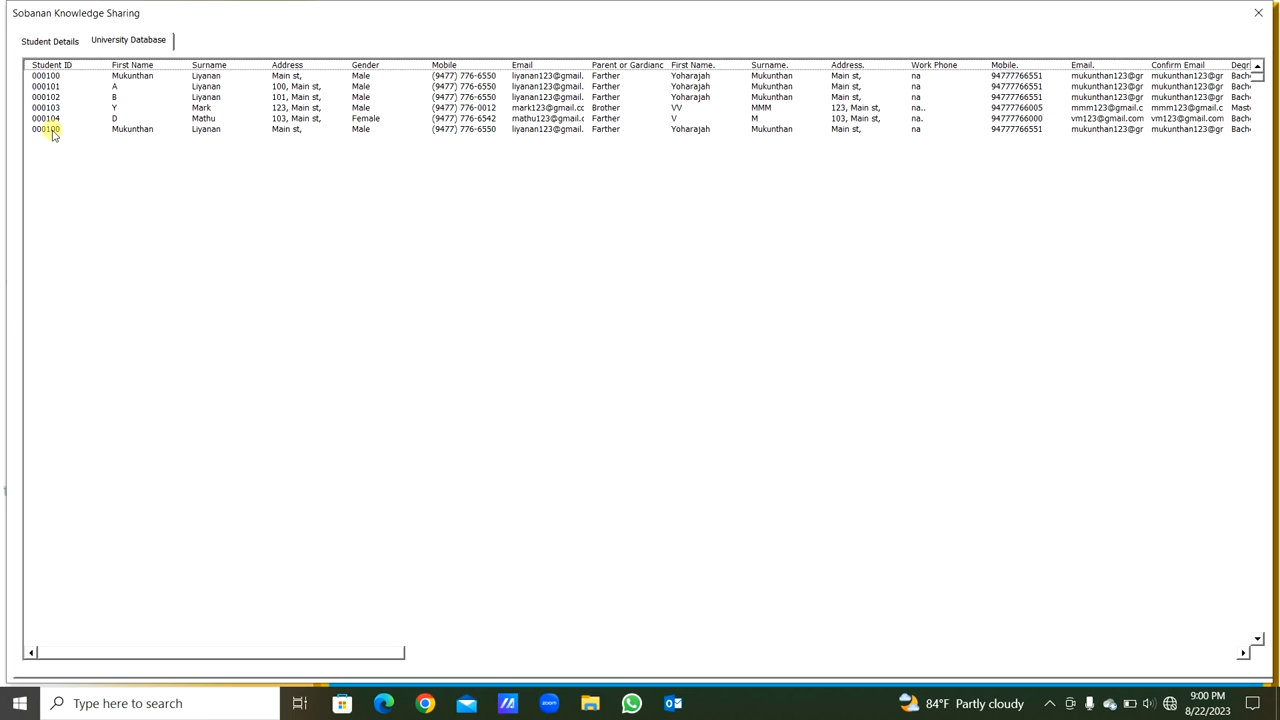 Sobanan Knowledge Sharing
Student Details University Database
Student ID First Name Surname Address Gender Mobile Email Parent or Gardianc First Name. Surname. Address. Work Phone Mobile. Email. Confirm Email Degr
000100 Mukunthan Liyanan Main st, Male (9477) 776-6550 liyanan123@gmail. Farther Yoharajah Mukunthan Main st, na 94777766551 mukunthan123@gr mukunthan123@gr Bach
000101 A Liyanan 100, Main st, Male (9477) 776-6550 liyanan123@gmail. Farther Yoharajah Mukunthan Main st, na 94777766551 mukunthan123@gr mukunthan123@gr Bach
000102 B Liyanan 101, Main st, Male (9477) 776-6550 liyanan123@gmail. Farther Yoharajah Mukunthan Main st, na 94777766551 mukunthan123@gr mukunthan123@gr Bach
000103 Y Mark 123, Main st, Male (9477) 776-0012 mark123@gmail.cc Brother VV MMM 123, Main st, na.. 94777766005 mmm123@gmail.c mmm123@gmail.c Mast
000104 D Mathu 103, Main st, Female (9477) 776-6542 mathu123@gmail.c Farther V M 103, Main st, na. 94777766000 vm123@gmail.com vm123@gmail.com Bach
000100 Mukunthan Liyanan Main st, Male (9477) 776-6550 liyanan123@gmail. Farther Yoharajah Mukunthan Main st, na 94777766551 mukunthan123@gr mukunthan123@gr Bach
Type here to search zoom 84°F Partly cloudy 9:00 PM
8/22/2023